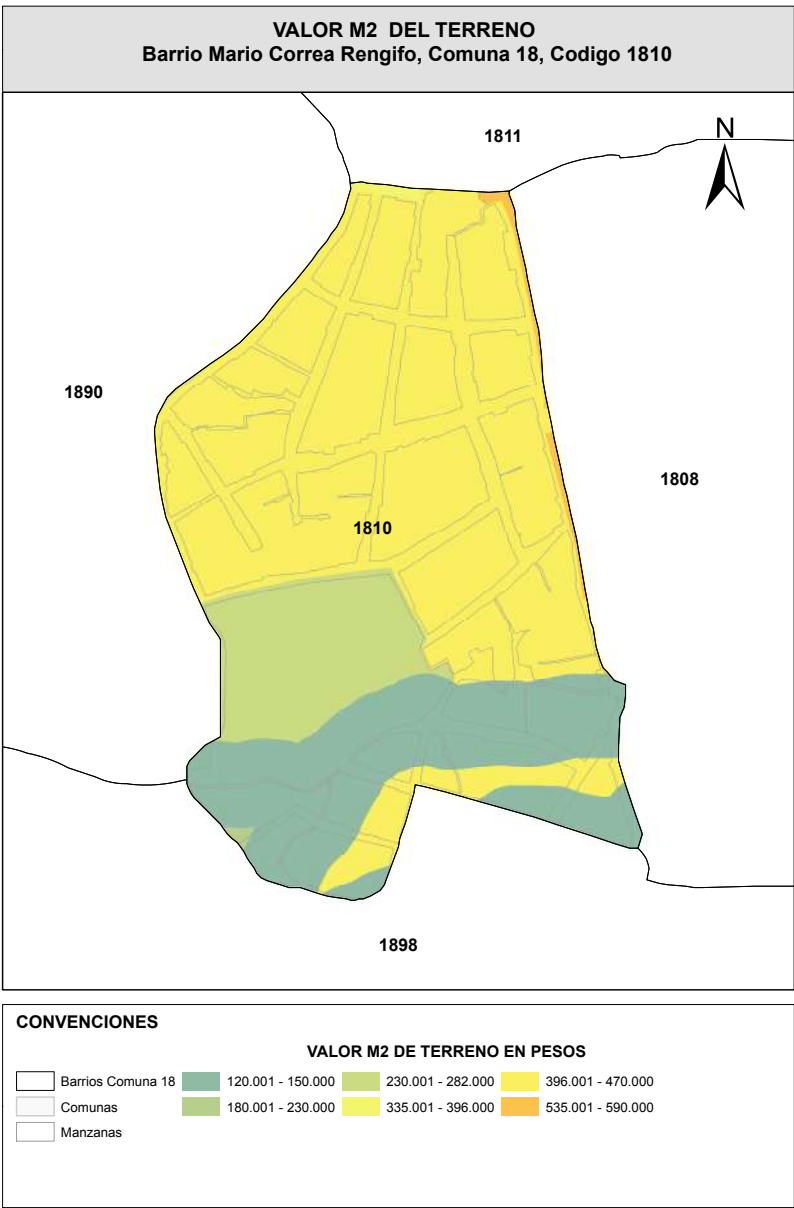 VALOR M2 DEL TERRENO
Barrio Mario Correa Rengifo, Comuna 18, Codigo 1810
N
1811
1890
1808
1810
1898
CONVENCIONES
VALOR M2 DE TERRENO EN PESOS
Barrios Comuna 18 120.001 - 150.000 230.001 - 282.000 396.001 - 470.000
Comunas 180.001 - 230.000 335.001 - 396.000 535.001 - 590.000
Manzanas